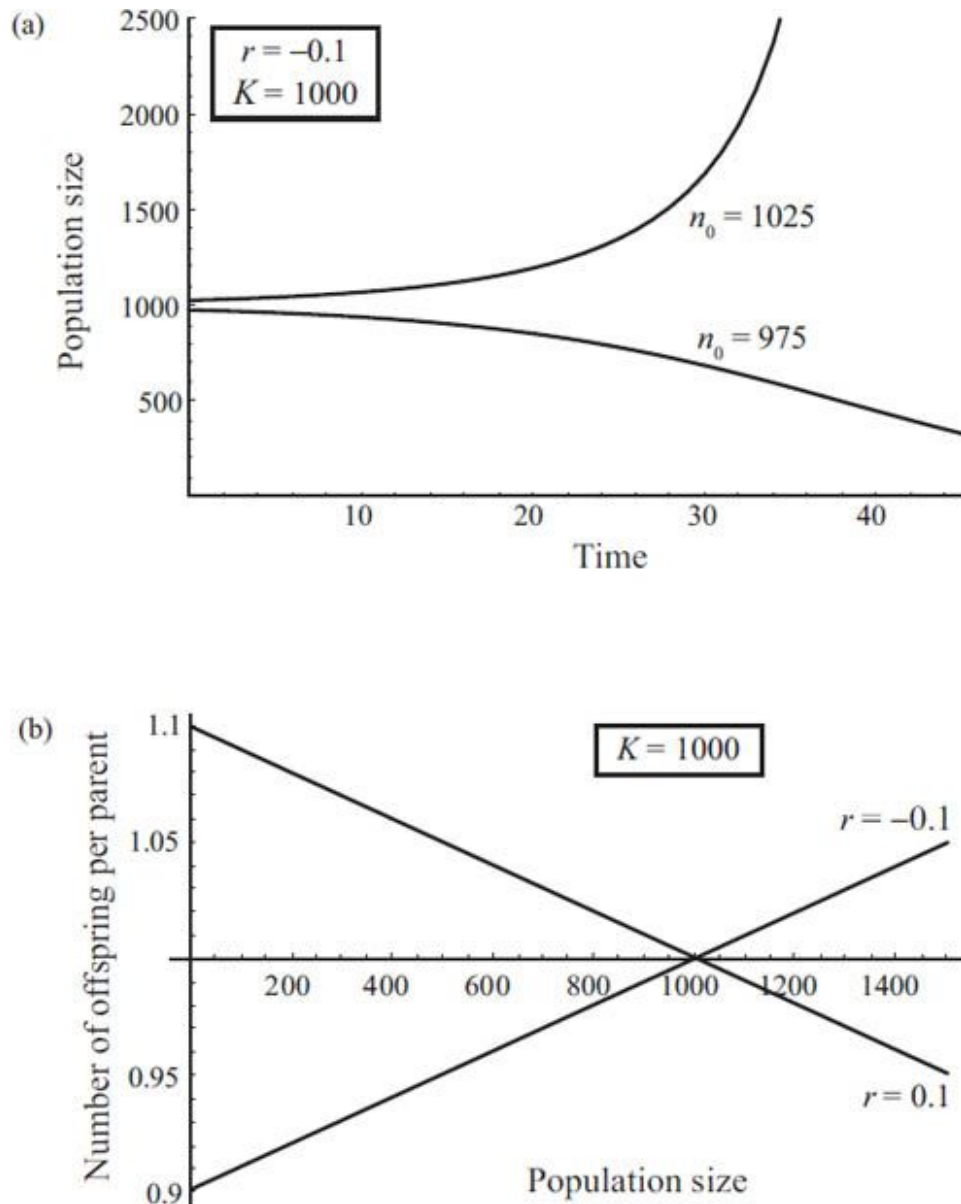 (a)
r = –0.1
K = 1000
2500
2000
1500
1000
500
Population size
n₀ = 1025
n₀ = 975
10 20 30 40
Time
(b)
1.1
1.05
0.95
0.9
Number of offspring per parent
K = 1000
r = –0.1
200 400 600 800 1000 1200 1400
r = 0.1
Population size